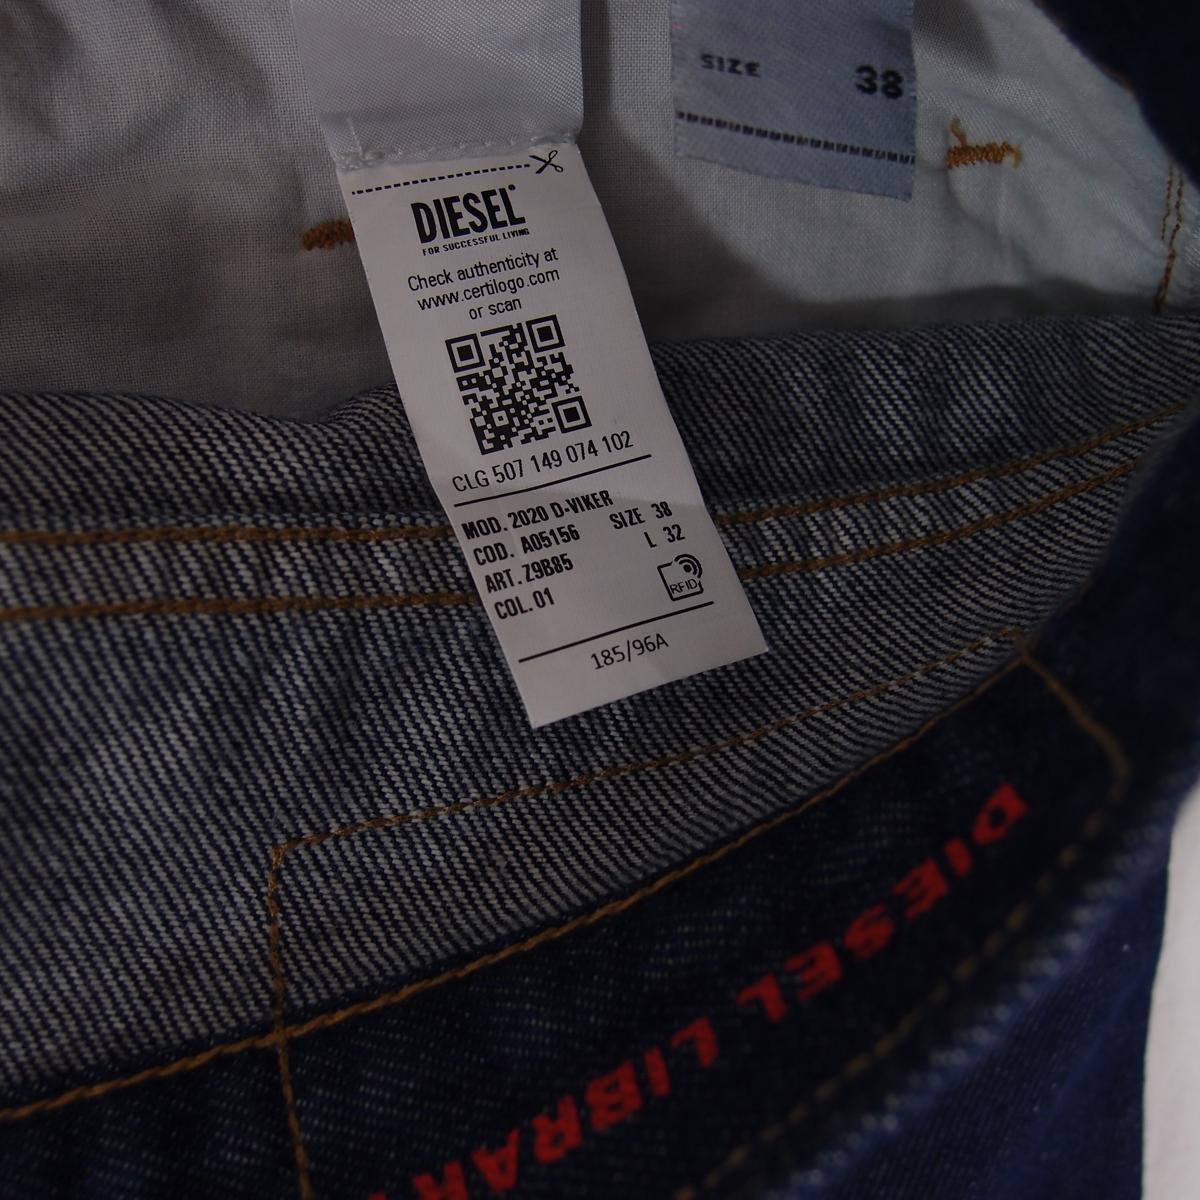 SIZE 38
DIESEL
FOR SUCCESSFUL LIVING
Check authenticity at
www.certilogo.com
or scan
CLG 507 149 074 102
MOD. 2020 D-VIKER
COD. A05156 SIZE 38
ART. Z9B85 L 32
COL. 01
RFID
185/96A
DIESEL LIBRAR